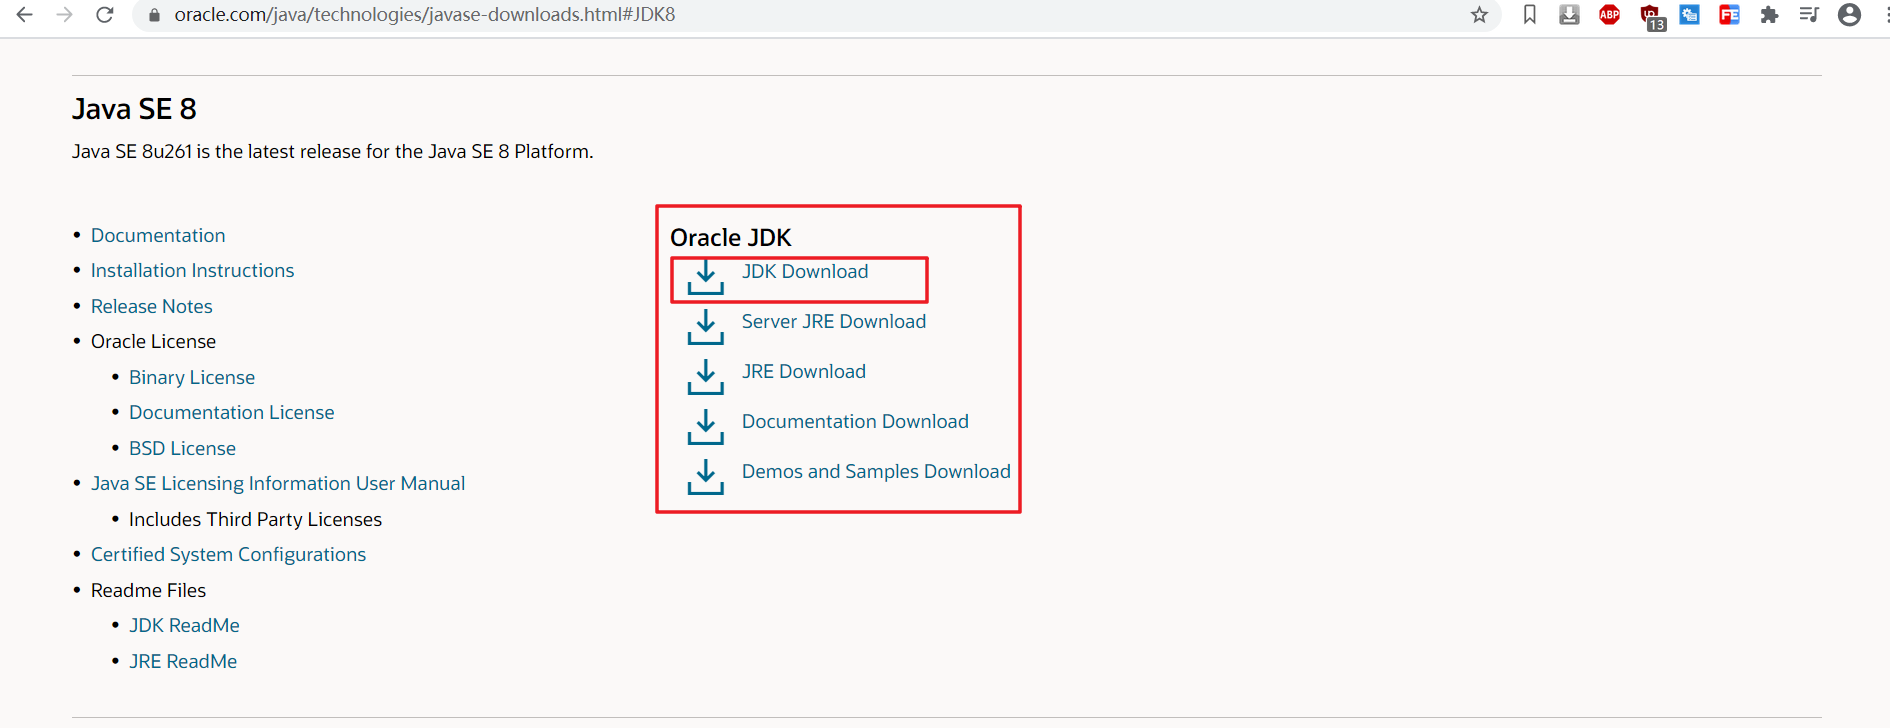 oracle.com/java/technologies/javase-downloads.html#JDK8
ABP
13
FE
Java SE 8
Java SE 8u261 is the latest release for the Java SE 8 Platform.
Documentation
Installation Instructions
Release Notes
Oracle License
Binary License
Documentation License
BSD License
Java SE Licensing Information User Manual
Includes Third Party Licenses
Certified System Configurations
Readme Files
JDK ReadMe
JRE ReadMe
Oracle JDK
JDK Download
Server JRE Download
JRE Download
Documentation Download
Demos and Samples Download